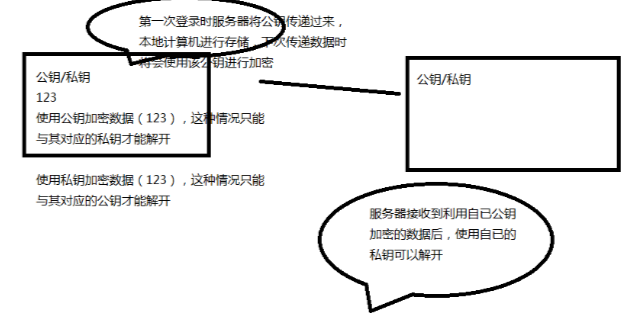 第一次登录时服务器将公钥传递过来，
本地计算机进行存储，下次传递数据时
将会使用该公钥进行加密
公钥/私钥
123
使用公钥加密数据（123），这种情况只能
与其对应的私钥才能解开
使用私钥加密数据（123），这种情况只能
与其对应的公钥才能解开
公钥/私钥
服务器接收到利用自已公钥
加密的数据后，使用自已的
私钥可以解开